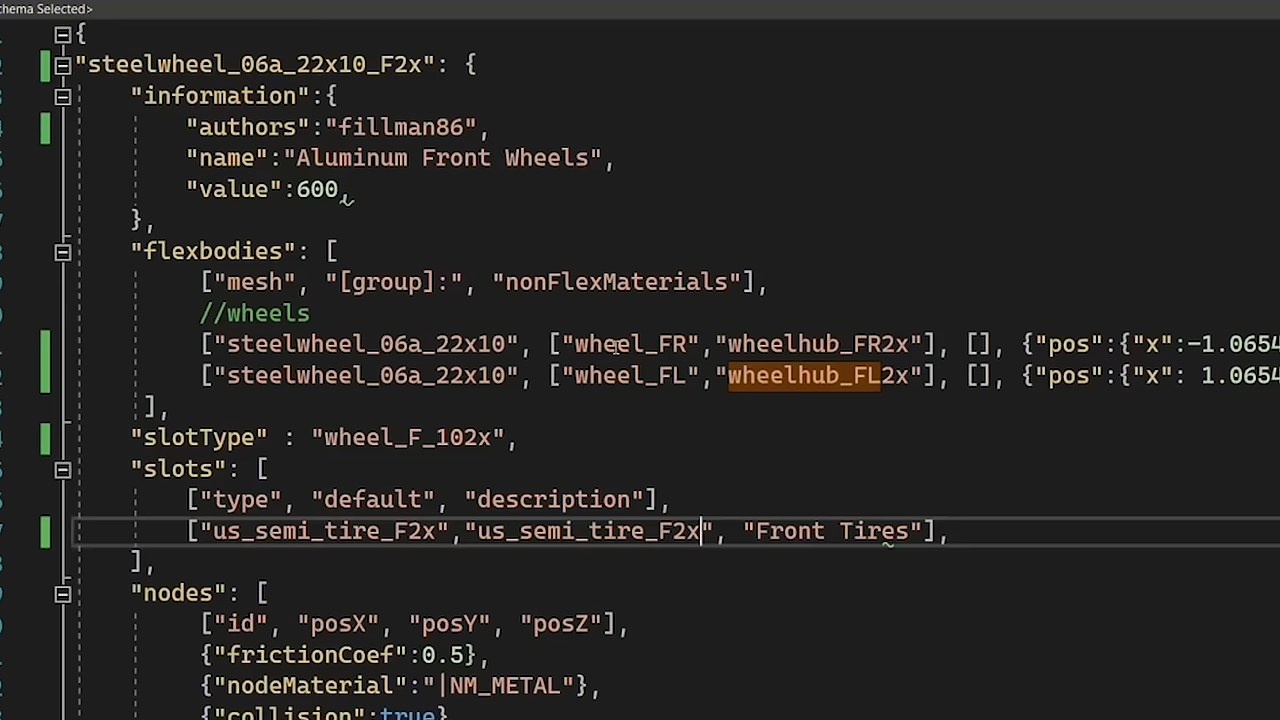 chema Selected>
{
"steelwheel_06a_22x10_F2x": {
"information":{
"authors":"fillman86",
"name":"Aluminum Front Wheels",
"value":600,
},
"flexbodies": [
["mesh", "[group]:", "nonFlexMaterials"],
//wheels
["steelwheel_06a_22x10", ["wheel_FR","wheelhub_FR2x"], [], {"pos":{"x":-1.0654
["steelwheel_06a_22x10", ["wheel_FL","wheelhub_FL2x"], [], {"pos":{"x": 1.0654
],
"slotType" : "wheel_F_102x",
"slots": [
["type", "default", "description"],
["us_semi_tire_F2x","us_semi_tire_F2x", "Front Tires"],
],
"nodes": [
["id", "posX", "posY", "posZ"],
{"frictionCoef":0.5},
{"nodeMaterial":"|NM_METAL"},
{"collision":true}